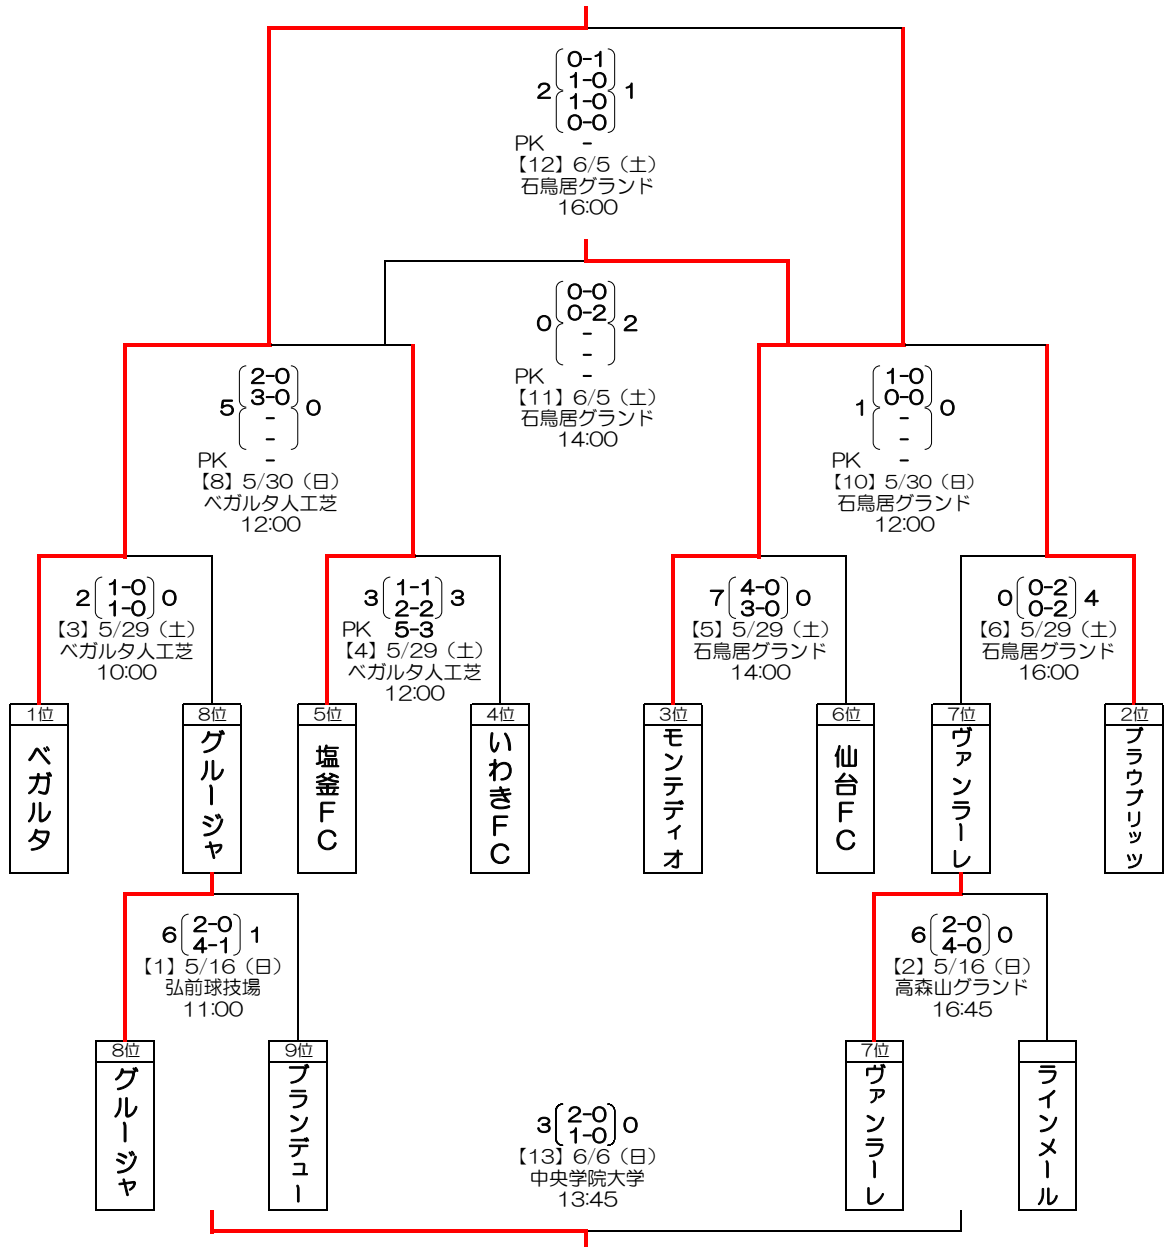 0-1
1-0
2 1
1-0
0-0
PK -
【12】6/5（土）
石鳥居グランド
16:00
0-0
0-2
0 2
-
-
PK -
【11】6/5（土）
石鳥居グランド
14:00
2-0
3-0
5 0
-
-
PK -
【8】5/30（日）
ベガルタ人工芝
12:00
1-0
0-0
1 0
-
-
PK -
【10】5/30（日）
石鳥居グランド
12:00
1-0
2 0
1-0
【3】5/29（土）
ベガルタ人工芝
10:00
1-1
3 3
2-2
PK 5-3
【4】5/29（土）
ベガルタ人工芝
12:00
4-0
7 0
3-0
【5】5/29（土）
石鳥居グランド
14:00
0-2
0 4
0-2
【6】5/29（土）
石鳥居グランド
16:00
1位
ベガルタ
8位
グルージャ
5位
塩釜FC
4位
いわきFC
3位
モンテディオ
6位
仙台FC
7位
ヴァンラーレ
2位
ブラウブリッツ
2-0
6 1
4-1
【1】5/16（日）
弘前球技場
11:00
2-0
6 0
4-0
【2】5/16（日）
高森山グランド
16:45
8位
グルージャ
9位
ブランデュー
7位
ヴァンラーレ
ラインメール
2-0
3 0
1-0
【13】6/6（日）
中央学院大学
13:45